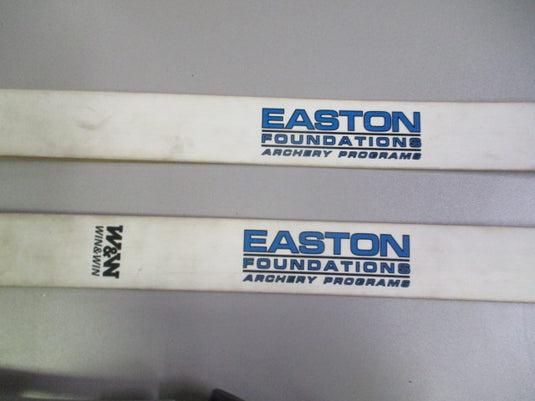 EASTON
FOUNDATIONS
ARCHERY PROGRAMS
W&W
WIN&WIN
EASTON
FOUNDATIONS
ARCHERY PROGRAMS